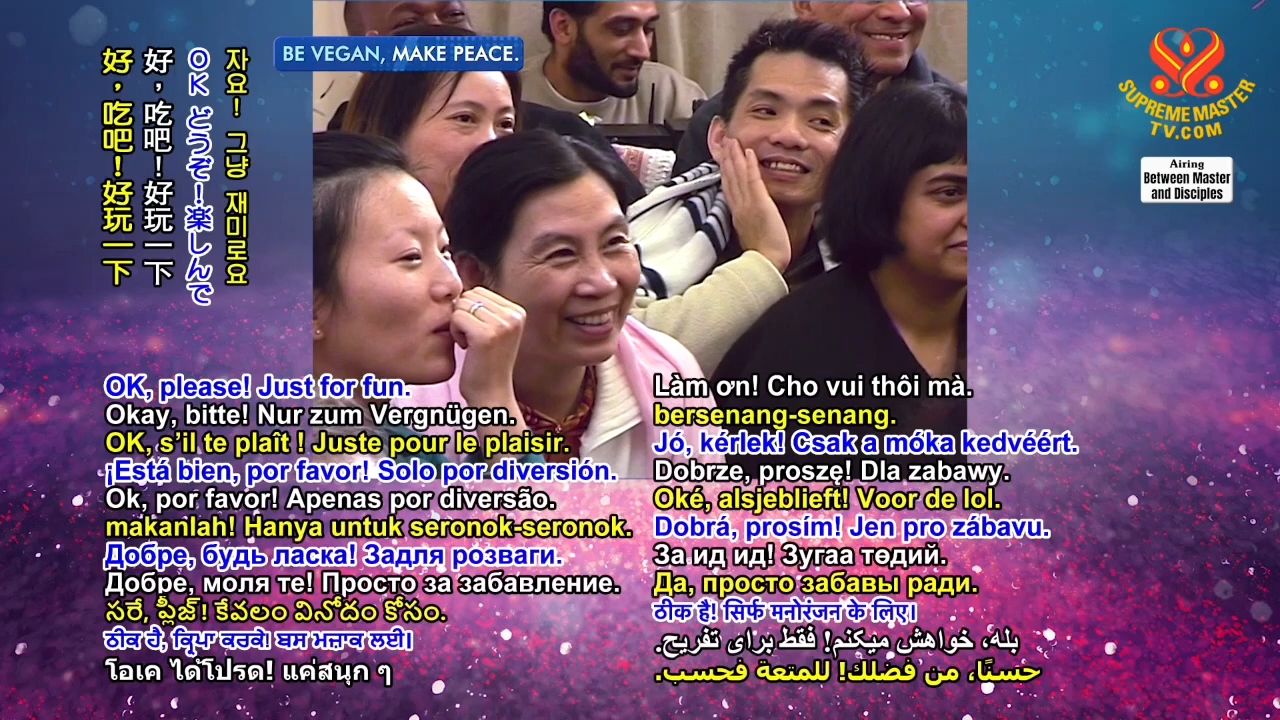 BE VEGAN, MAKE PEACE.
SUPREME MASTER
TV.COM
Airing
Between Master
and Disciples
자요! 그냥 재미로요
OK どうぞ!楽しんで
好,吃吧!好玩一下
好,吃吧!好玩一下
OK, please! Just for fun.
Okay, bitte! Nur zum Vergnügen.
OK, s’il te plaît ! Juste pour le plaisir.
¡Está bien, por favor! Solo por diversión.
Ok, por favor! Apenas por diversão.
makanlah! Hanya untuk seronok-seronok.
Добре, будь ласка! Задля розваги.
Добре, моля те! Просто за забавление.
సరే, ప్లీజ్! కేవలం వినోదం కోసం.
ਠੀਕ ਹੈ, ਕ੍ਰਿਪਾ ਕਰਕੇ! ਬਸ ਮਜ਼ਾਕ ਲਈ।
โอเค ได้โปรด! แค่สนุก ๆ
Làm ơn! Cho vui thôi mà.
bersenang-senang.
Jó, kérlek! Csak a móka kedvéért.
Dobrze, proszę! Dla zabawy.
Oké, alsjeblieft! Voor de lol.
Dobrá, prosím! Jen pro zábavu.
За ид ид! Зугаа төдий.
Да, просто забавы ради.
ठीक है! सिर्फ मनोरंजन के लिए।
بله، خواهش میکنم! فقط برای تفریح.
حسنًا، من فضلك! للمتعة فحسب.